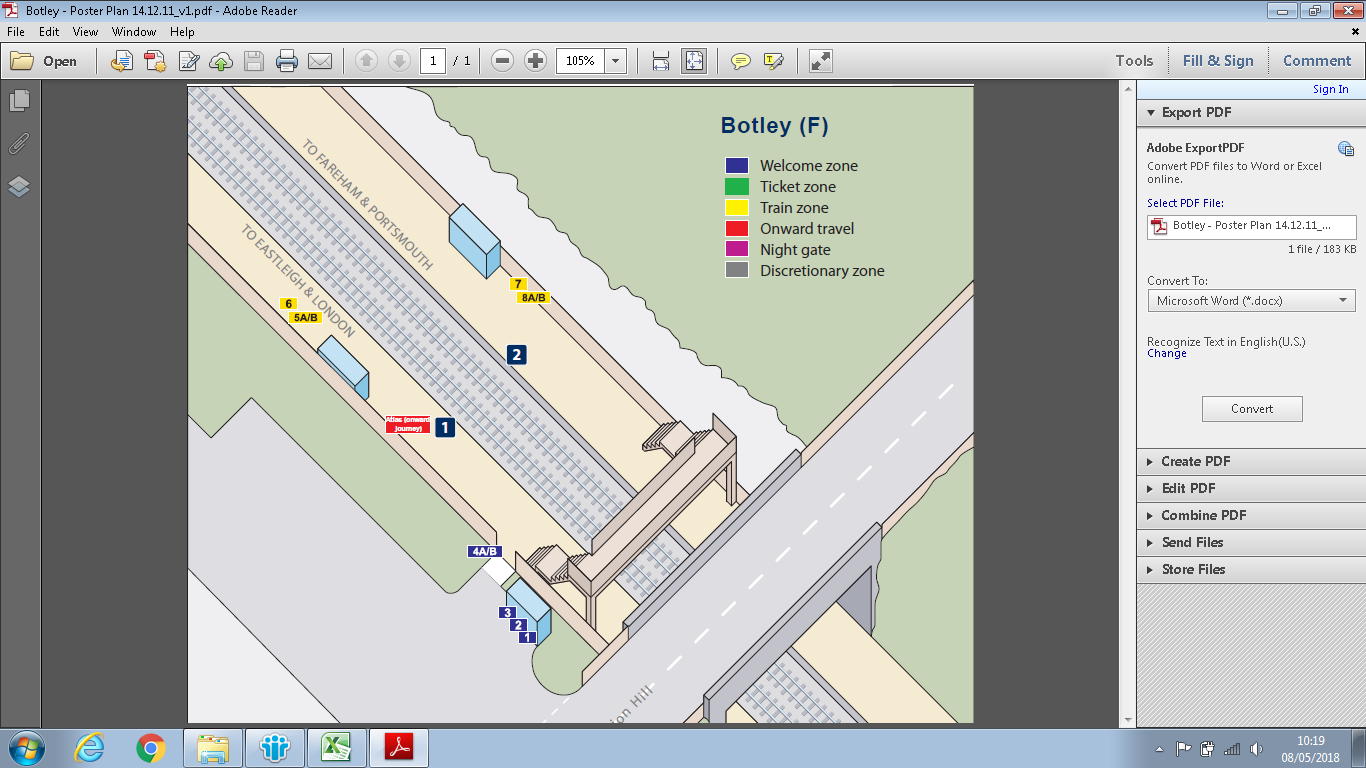 Botley - Poster Plan 14.12.11_v1.pdf - Adobe Reader
File Edit View Window Help
Open 1 / 1 105% Tools Fill & Sign Comment
Sign In
Export PDF
Adobe ExportPDF
Convert PDF files to Word or Excel
online.
Select PDF File:
Botley - Poster Plan 14.12.11_...
1 file / 183 KB
Convert To:
Microsoft Word (*.docx)
Recognize Text in English(U.S.)
Change
Convert
Create PDF
Edit PDF
Combine PDF
Send Files
Store Files
Botley (F)
Welcome zone
Ticket zone
Train zone
Onward travel
Night gate
Discretionary zone
TO FAREHAM & PORTSMOUTH
TO EASTLEIGH & LONDON
7
8A/B
6
5A/B
2
Atlas (onward
journey)
1
4A/B
3
2
1
ion Hill
10:19
08/05/2018